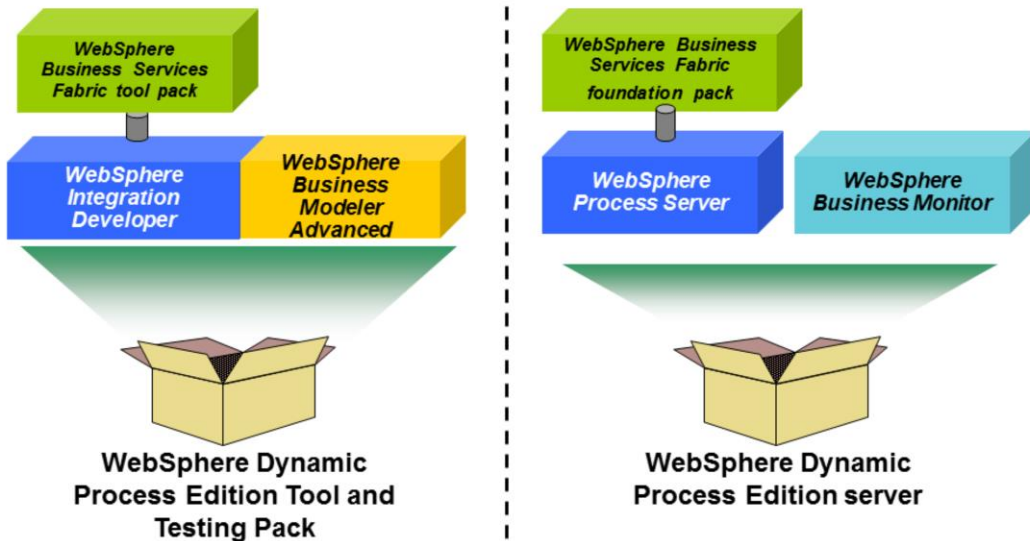 WebSphere
Business Services
Fabric tool pack
WebSphere
Integration
Developer
WebSphere
Business
Modeler
Advanced
WebSphere Dynamic
Process Edition Tool and
Testing Pack
WebSphere Business
Services Fabric
foundation pack
WebSphere
Process Server
WebSphere
Business Monitor
WebSphere Dynamic
Process Edition server